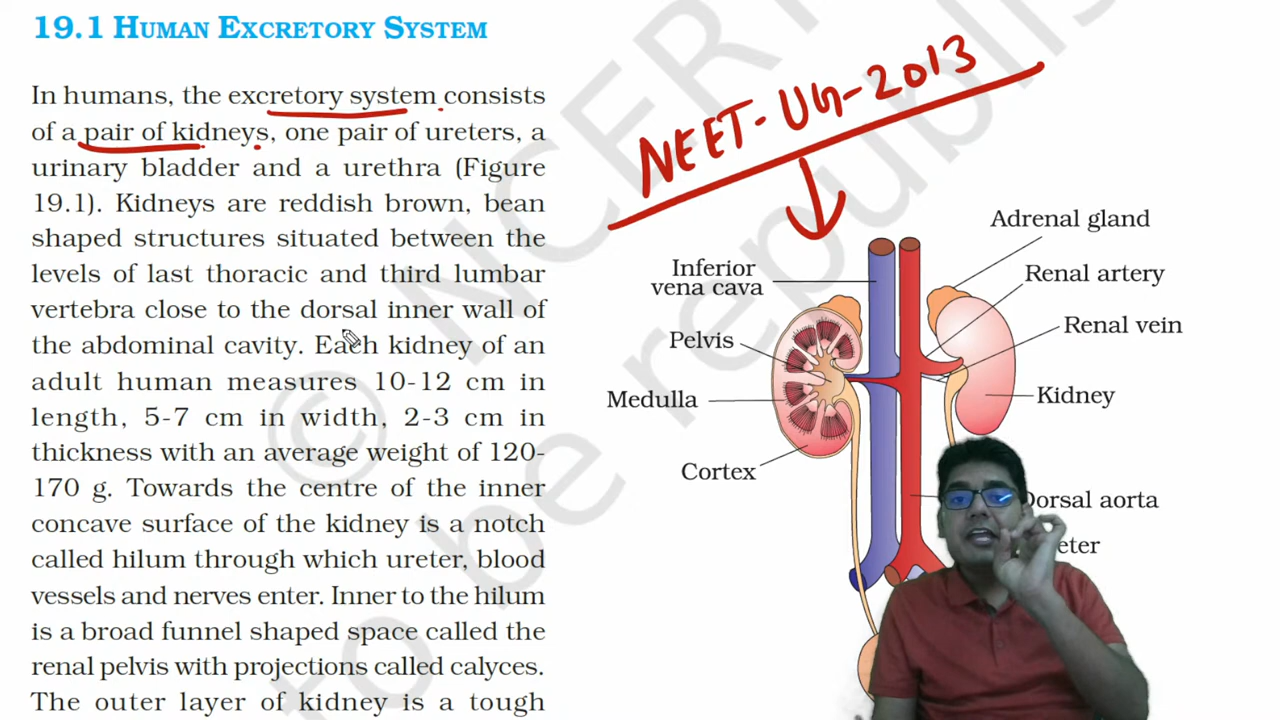 19.1 HUMAN EXCRETORY SYSTEM
In humans, the excretory system consists
of a pair of kidneys, one pair of ureters, a
urinary bladder and a urethra (Figure
19.1). Kidneys are reddish brown, bean
shaped structures situated between the
levels of last thoracic and third lumbar
vertebra close to the dorsal inner wall of
the abdominal cavity. Each kidney of an
adult human measures 10-12 cm in
length, 5-7 cm in width, 2-3 cm in
thickness with an average weight of 120-
170 g. Towards the centre of the inner
concave surface of the kidney is a notch
called hilum through which ureter, blood
vessels and nerves enter. Inner to the hilum
is a broad funnel shaped space called the
renal pelvis with projections called calyces.
The outer layer of kidney is a tough
NEET-UG-2013
Adrenal gland
Inferior
vena cava
Renal artery
Renal vein
Pelvis
Medulla
Kidney
Cortex
Dorsal aorta
© NCERT
to be republis